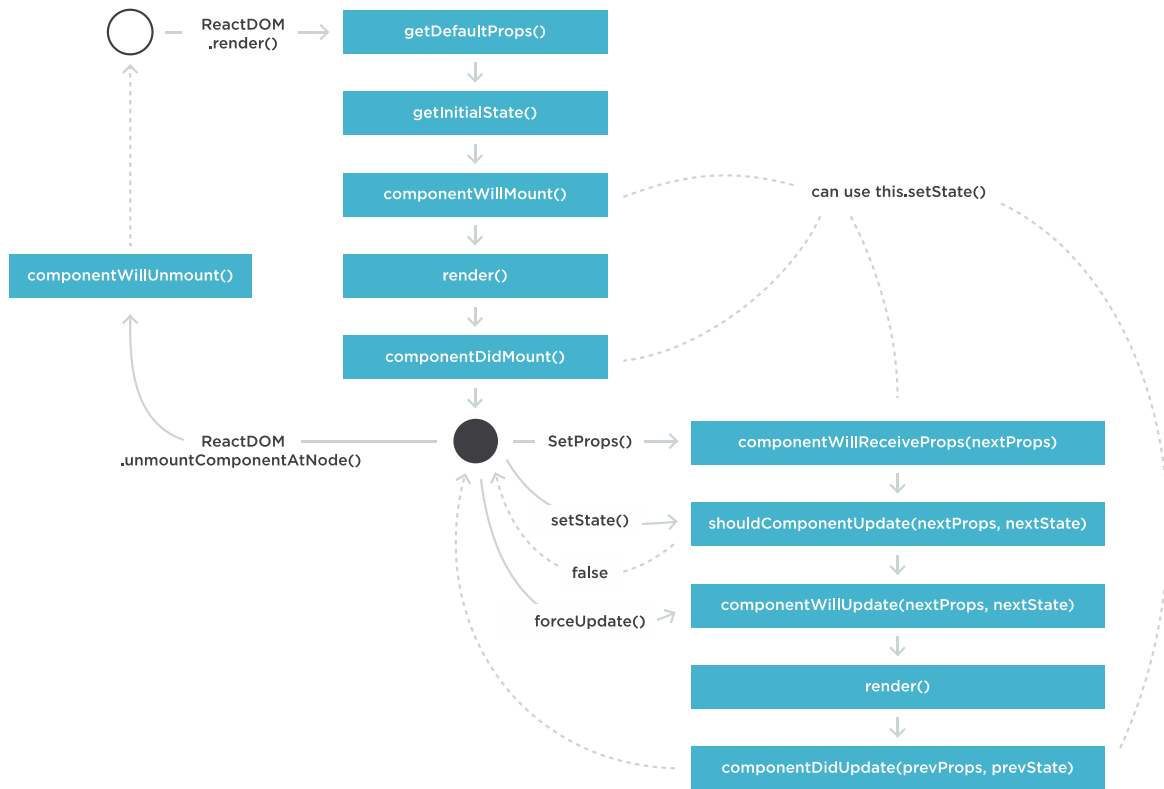 ReactDOM
.render()
getDefaultProps()
getInitialState()
componentWillMount()
can use this.setState()
componentWillUnmount()
render()
componentDidMount()
ReactDOM
.unmountComponentAtNode()
SetProps()
componentWillReceiveProps(nextProps)
setState()
shouldComponentUpdate(nextProps, nextState)
false
componentWillUpdate(nextProps, nextState)
forceUpdate()
render()
componentDidUpdate(prevProps, prevState)